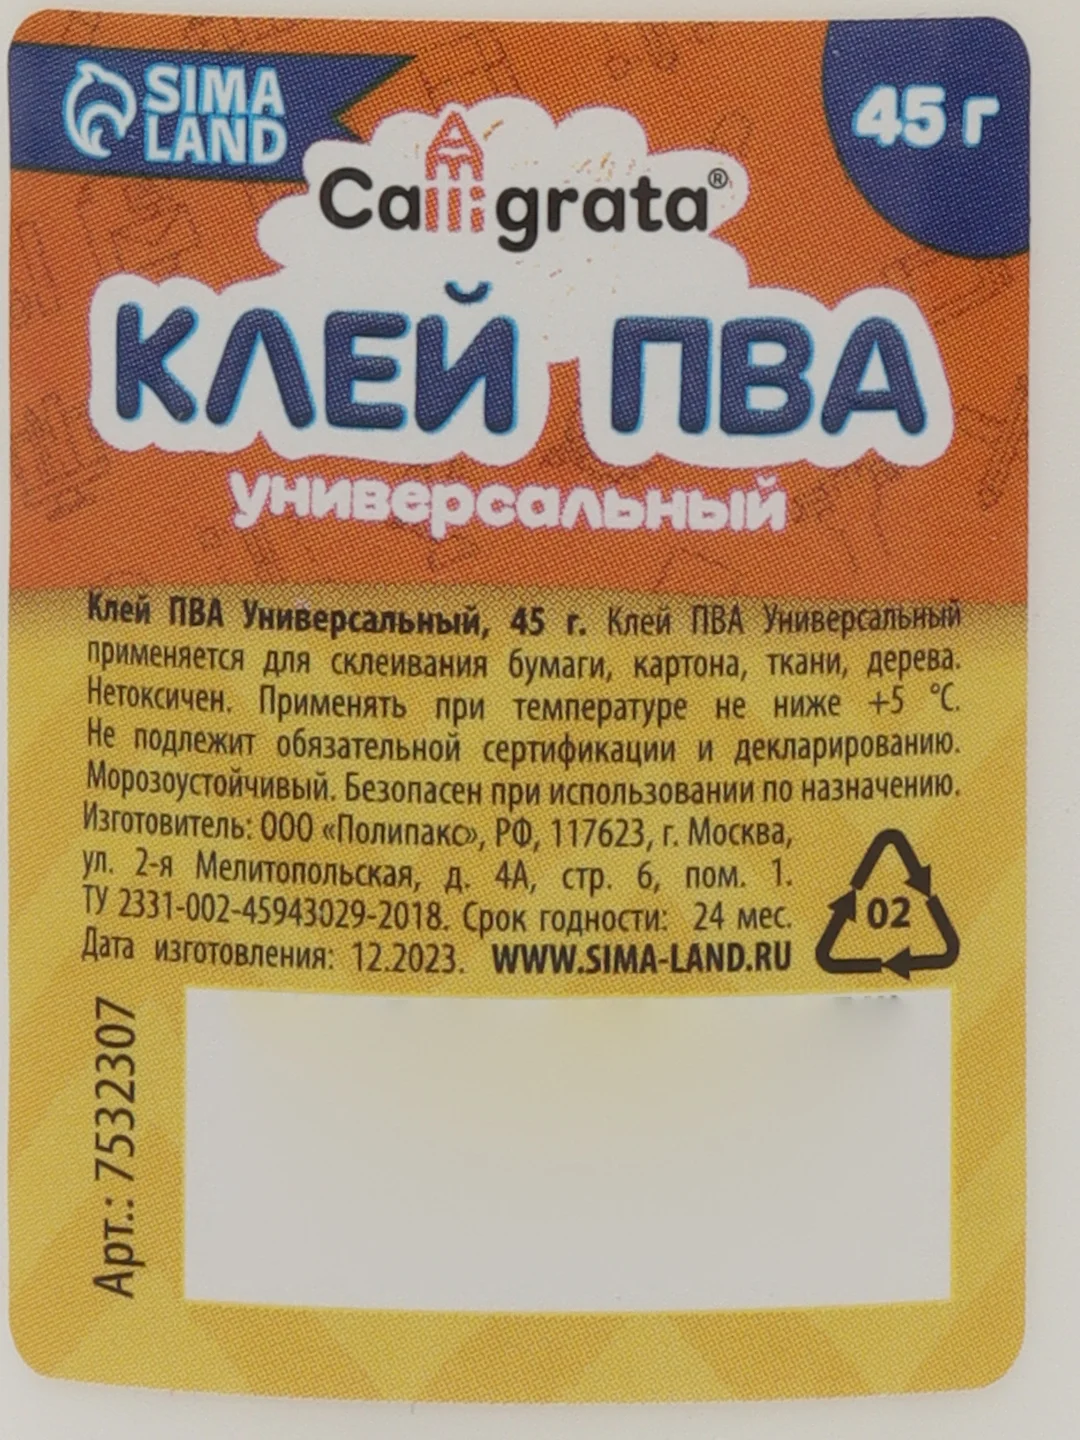 SIMA
LAND
45 г
Calligrata®
КЛЕЙ ПВА
универсальный
Клей ПВА Универсальный, 45 г. Клей ПВА Универсальный
применяется для склеивания бумаги, картона, ткани, дерева.
Нетоксичен. Применять при температуре не ниже +5 °С.
Не подлежит обязательной сертификации и декларированию.
Морозоустойчивый. Безопасен при использовании по назначению.
Изготовитель: ООО «Полипакс», РФ, 117623, г. Москва,
ул. 2-я Мелитопольская, д. 4А, стр. 6, пом. 1.
ТУ 2331-002-45943029-2018. Срок годности: 24 мес.
Дата изготовления: 12.2023. WWW.SIMA-LAND.RU
02
Арт.: 7532307